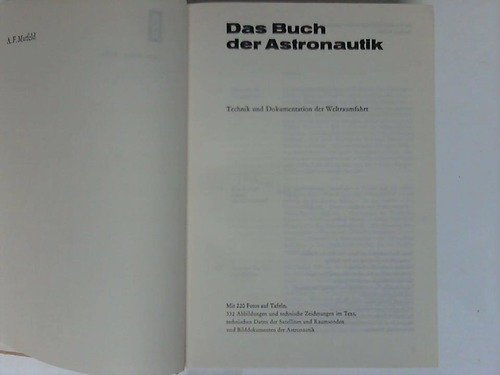 A. F. Marfeld
Das Buch
der Astronautik
Technik und Dokumentation der Weltraumfahrt
Mit 220 Fotos auf Tafeln,
332 Abbildungen und technische Zeichnungen im Text,
technischen Daten der Satelliten und Raumsonden
und Bilddokumenten der Astronautik